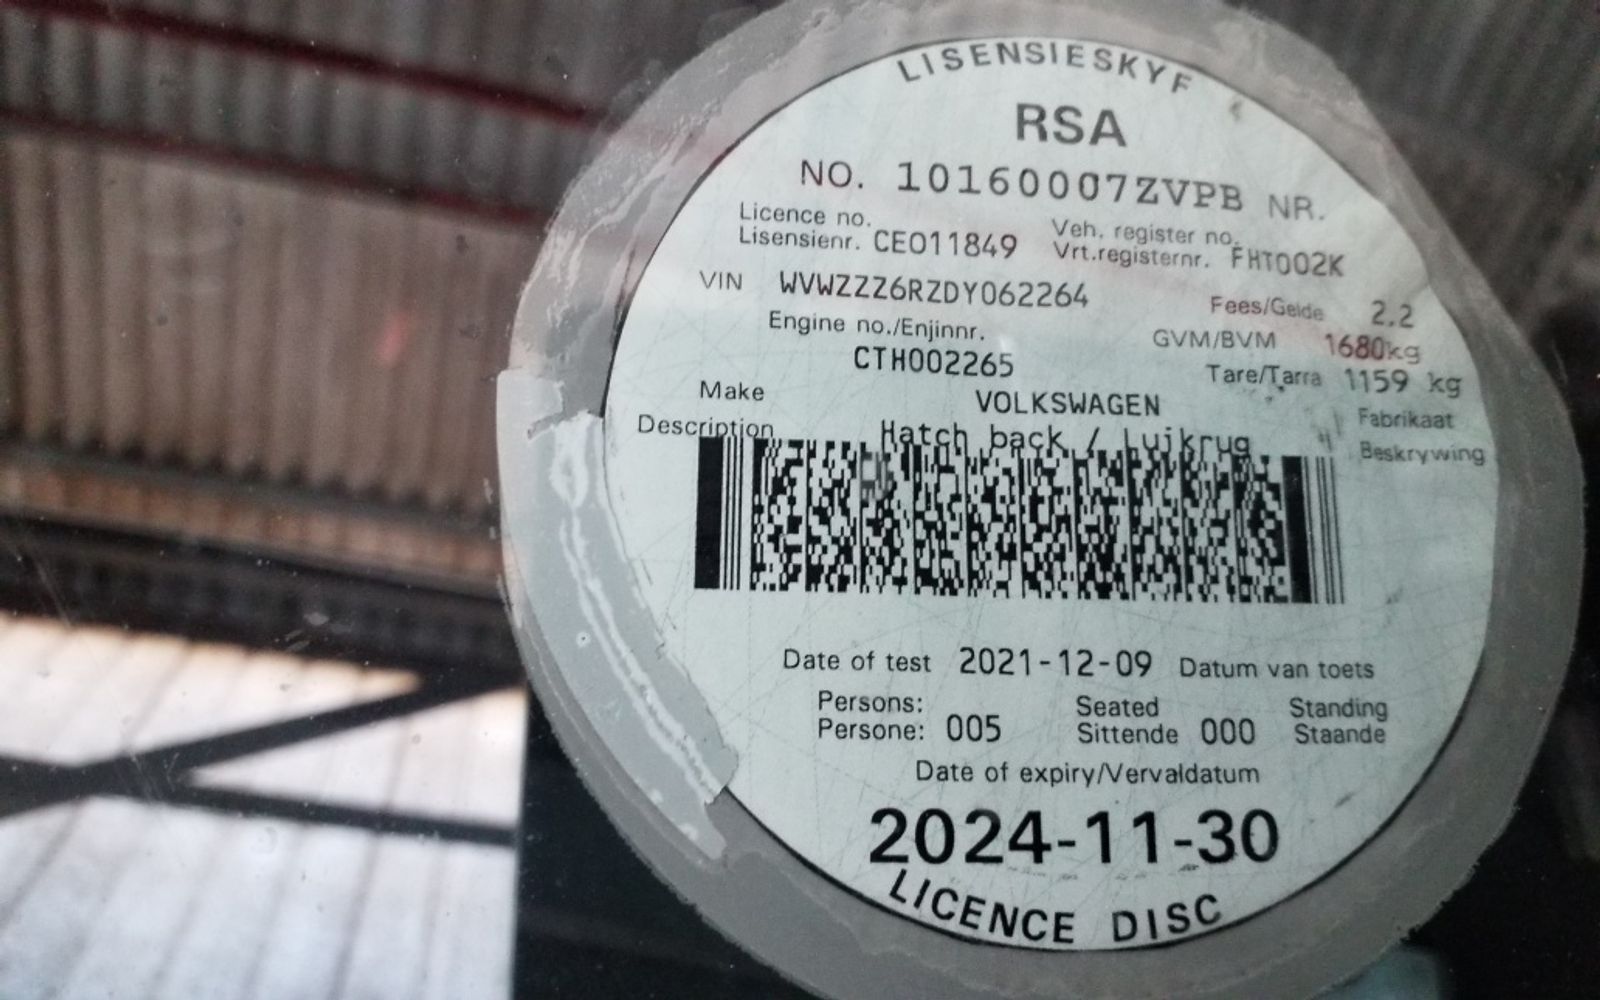 LISENSIESKYF
RSA
NO. 10160007ZVPB NR.
Licence no. Veh. register no.
Lisensienr. CEO11849 Vrt.registernr. FHT002K
VIN WVWZZZ6RZDY062264 Fees/Gelde 2.2
Engine no./Enjinnr. GVM/BVM 1680kg
CTH002265 Tare/Tarra 1159 kg
Make VOLKSWAGEN Fabrikaat
Description Hatch back / Luikrug Beskrywing
Date of test 2021-12-09 Datum van toets
Persons: Seated Standing
Persone: 005 Sittende 000 Staande
Date of expiry/Vervaldatum
2024-11-30
LICENCE DISC